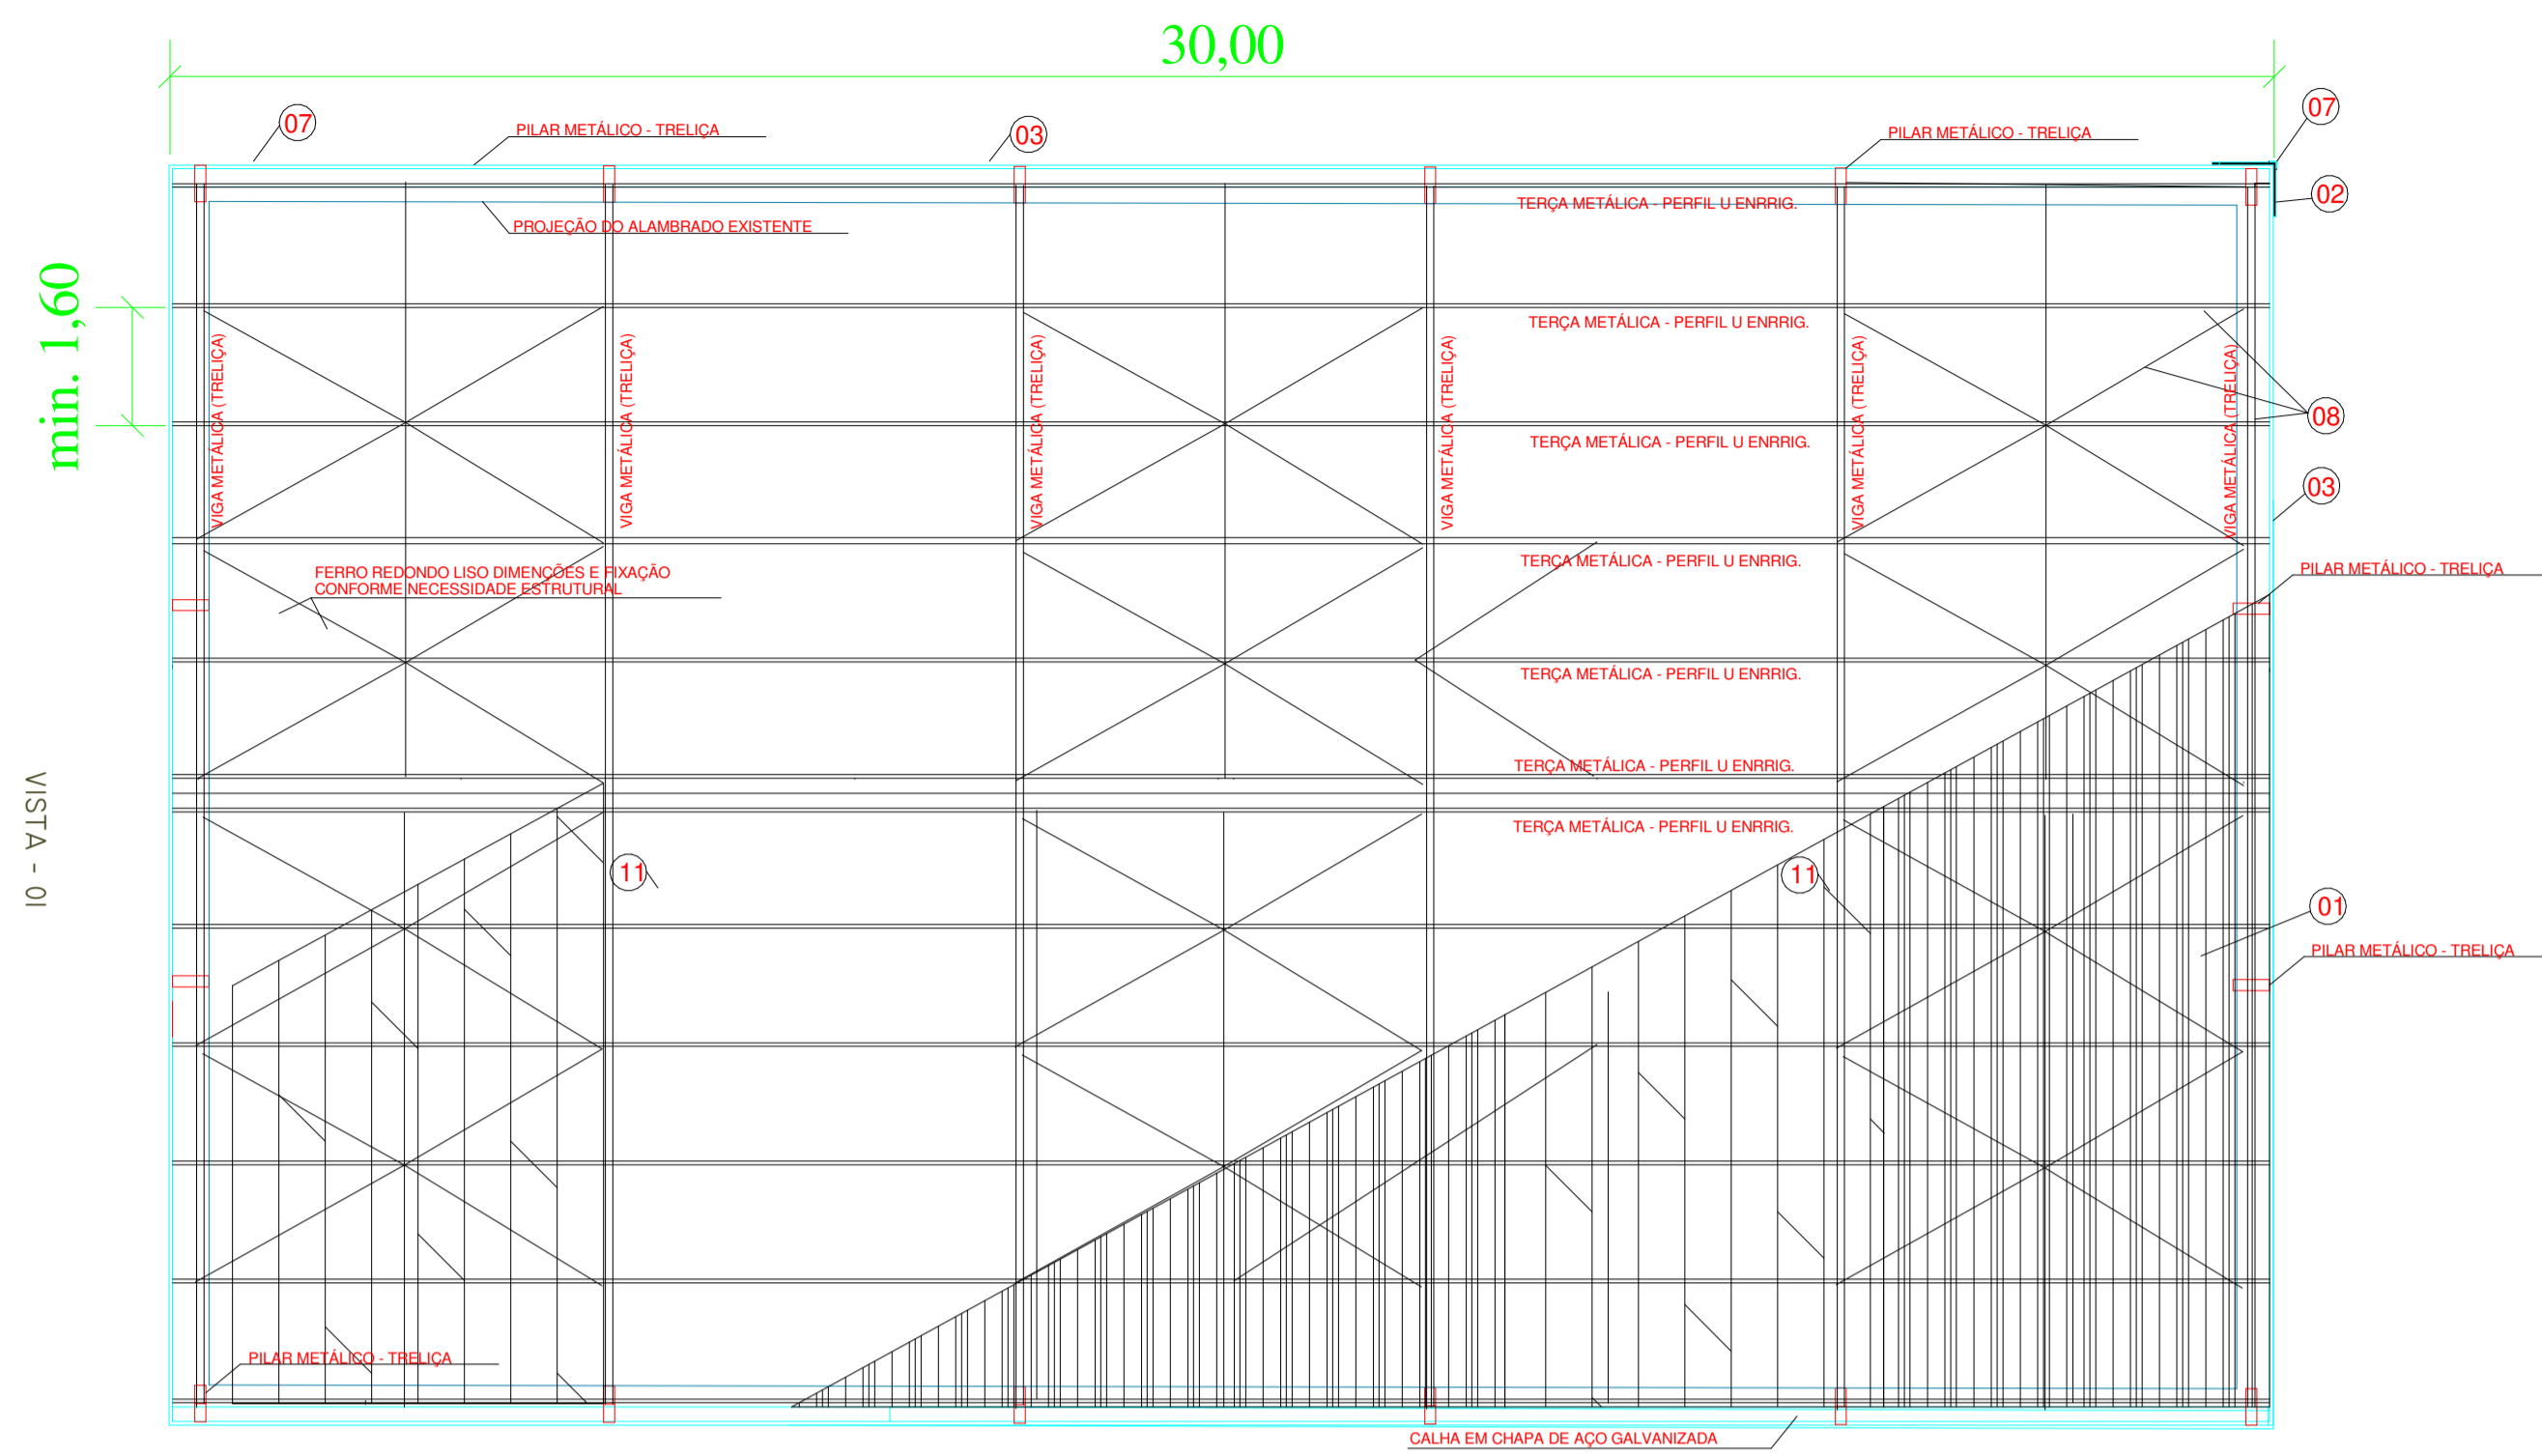 30,00
07
PILAR METÁLICO - TRELIÇA
03
PILAR METÁLICO - TRELIÇA
07
02
TERÇA METÁLICA - PERFIL U ENRRIG.
PROJEÇÃO DO ALAMBRADO EXISTENTE
min. 1,60
TERÇA METÁLICA - PERFIL U ENRRIG.
VIGA METÁLICA (TRELIÇA)
VIGA METÁLICA (TRELIÇA)
VIGA METÁLICA (TRELIÇA)
VIGA METÁLICA (TRELIÇA)
VIGA METÁLICA (TRELIÇA)
VIGA METÁLICA (TRELIÇA)
08
TERÇA METÁLICA - PERFIL U ENRRIG.
03
TERÇA METÁLICA - PERFIL U ENRRIG.
PILAR METÁLICO - TRELIÇA
FERRO REDONDO LISO DIMENÇÕES E FIXAÇÃO
CONFORME NECESSIDADE ESTRUTURAL
TERÇA METÁLICA - PERFIL U ENRRIG.
TERÇA METÁLICA - PERFIL U ENRRIG.
TERÇA METÁLICA - PERFIL U ENRRIG.
VISTA - 01
11
11
01
PILAR METÁLICO - TRELIÇA
PILAR METÁLICO - TRELIÇA
CALHA EM CHAPA DE AÇO GALVANIZADA